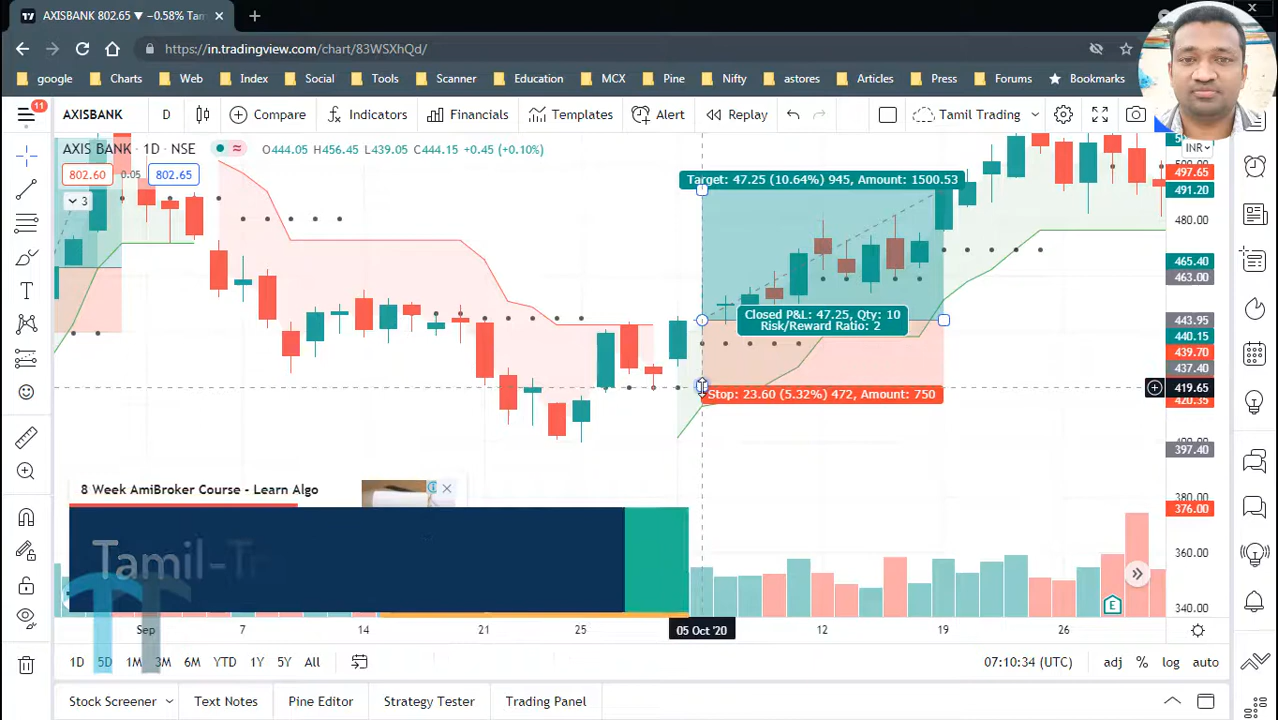 AXISBANK 802.65 ▼ −0.58% Tam
https://in.tradingview.com/chart/83WSXhQd/
google Charts Web Index Social Tools Scanner Education MCX Pine Nifty astores Articles Press Forums Bookmarks
11
AXISBANK D Compare Indicators Financials Templates Alert Replay Tamil Trading
AXIS BANK · 1D · NSE
O444.05 H456.45 L439.05 C444.15 +0.45 (+0.10%)
INR
802.60 0.05 802.65
3
Target: 47.25 (10.64%) 945, Amount: 1500.53
Closed P&L: 47.25, Qty: 10
Risk/Reward Ratio: 2
Stop: 23.60 (5.32%) 472, Amount: 750
497.65
491.20
480.00
465.40
463.00
443.95
440.15
439.70
437.40
419.65
420.35
400.00
397.40
380.00
376.00
360.00
340.00
8 Week AmiBroker Course - Learn Algo
Tamil-Tr
TT
E
Sep 7 14 21 25 05 Oct '20 12 19 26
1D 5D 1M 3M 6M YTD 1Y 5Y All
07:10:34 (UTC) adj % log auto
Stock Screener Text Notes Pine Editor Strategy Tester Trading Panel